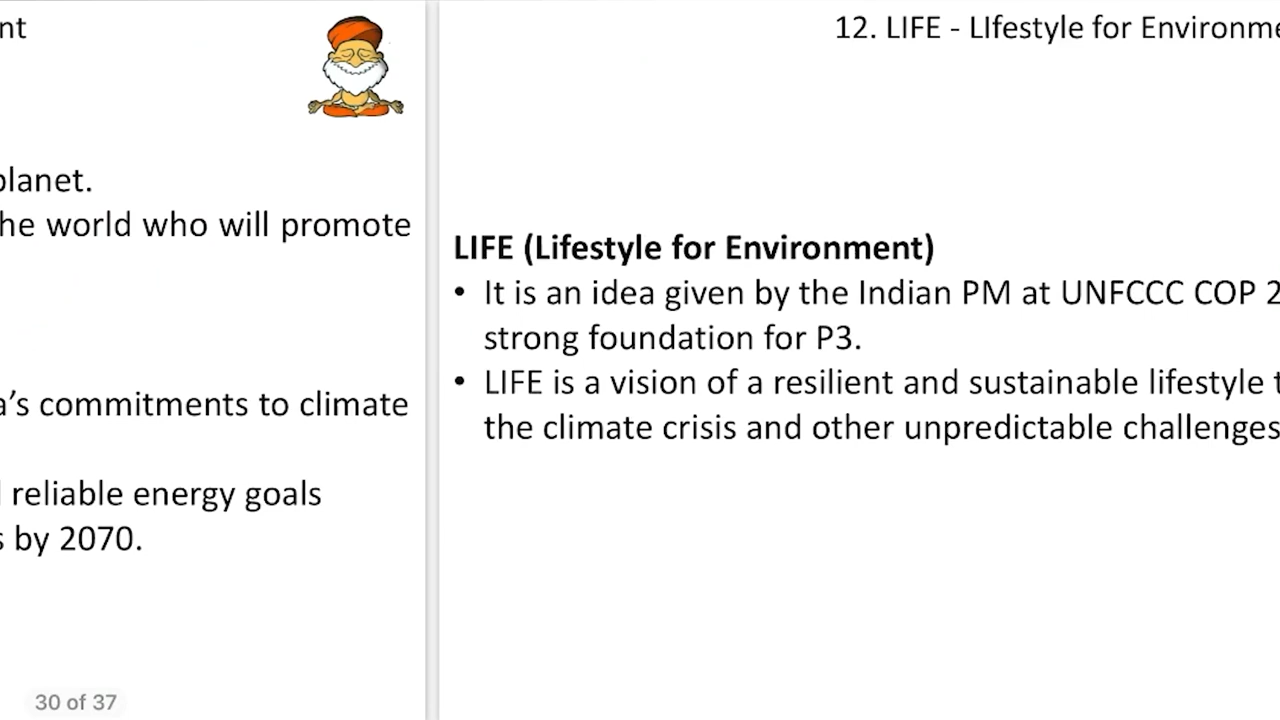 nt
planet.
he world who will promote
a's commitments to climate
reliable energy goals
s by 2070.
30 of 37
12. LIFE - LIfestyle for Environme
LIFE (Lifestyle for Environment)
• It is an idea given by the Indian PM at UNFCCC COP 2
strong foundation for P3.
• LIFE is a vision of a resilient and sustainable lifestyle t
the climate crisis and other unpredictable challenges